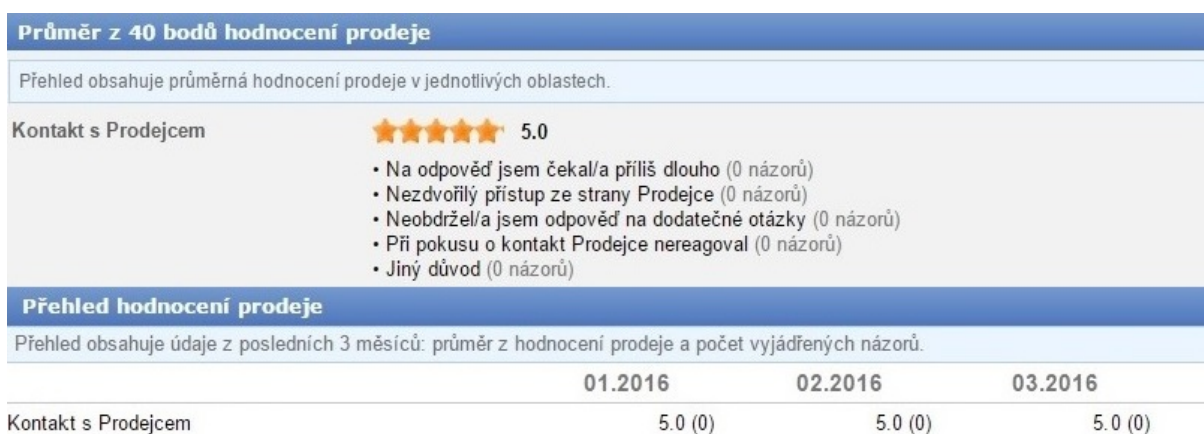 Průměr z 40 bodů hodnocení prodeje
Přehled obsahuje průměrná hodnocení prodeje v jednotlivých oblastech.
Kontakt s Prodejcem 5.0
• Na odpověď jsem čekal/a příliš dlouho (0 názorů)
• Nezdvořilý přístup ze strany Prodejce (0 názorů)
• Neobdržel/a jsem odpověď na dodatečné otázky (0 názorů)
• Při pokusu o kontakt Prodejce nereagoval (0 názorů)
• Jiný důvod (0 názorů)
Přehled hodnocení prodeje
Přehled obsahuje údaje z posledních 3 měsíců: průměr z hodnocení prodeje a počet vyjádřených názorů.
01.2016 02.2016 03.2016
Kontakt s Prodejcem 5.0 (0) 5.0 (0) 5.0 (0)